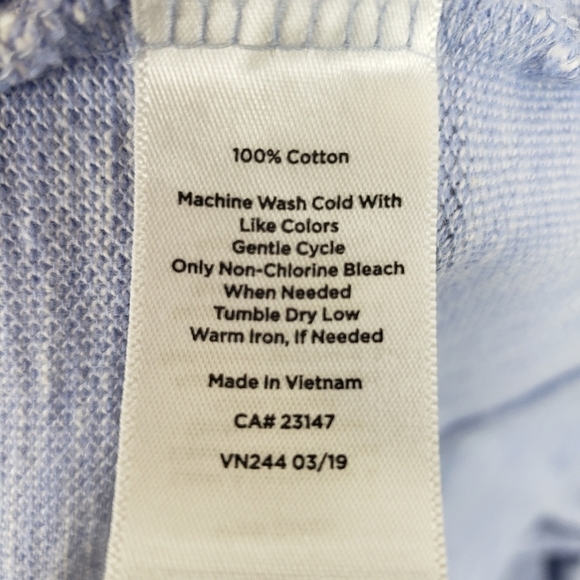 100% Cotton
Machine Wash Cold With
Like Colors
Gentle Cycle
Only Non-Chlorine Bleach
When Needed
Tumble Dry Low
Warm Iron, If Needed
Made In Vietnam
CA# 23147
VN244 03/19